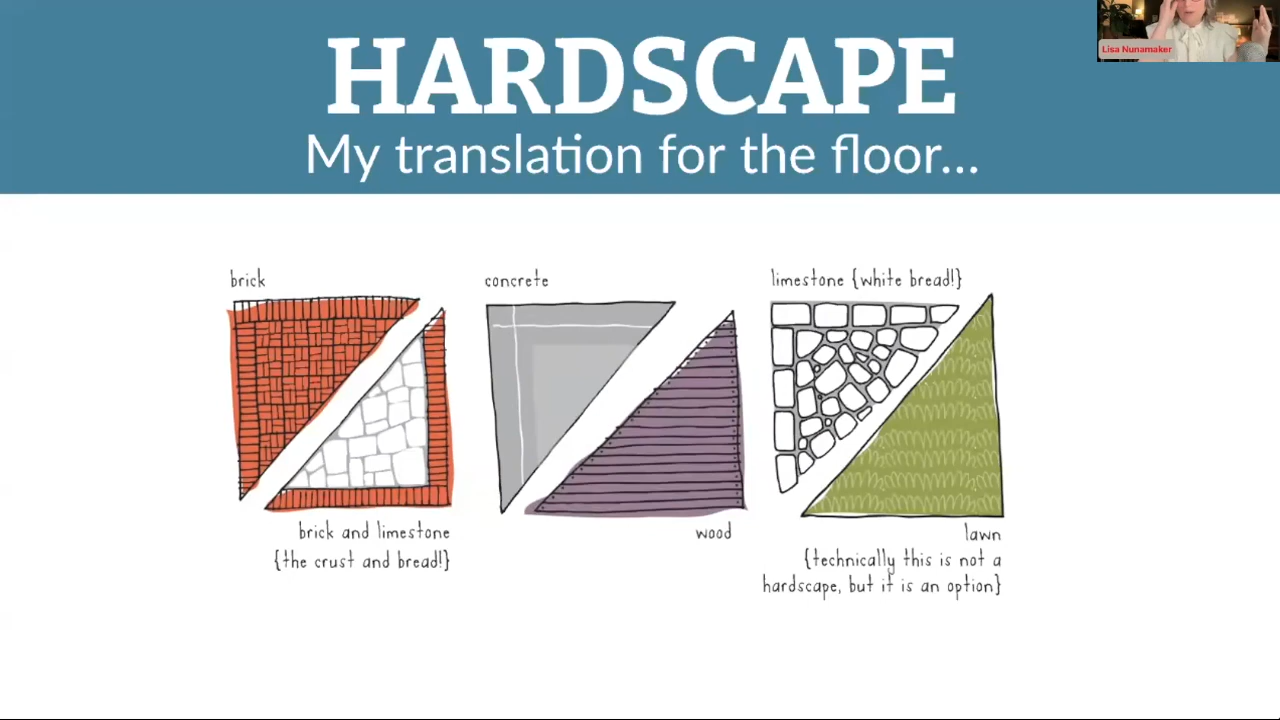 HARDSCAPE
My translation for the floor...
Lisa Nunamaker
brick
concrete
limestone {white bread!}
brick and limestone
{the crust and bread!}
wood
lawn
{technically this is not a
hardscape, but it is an option}